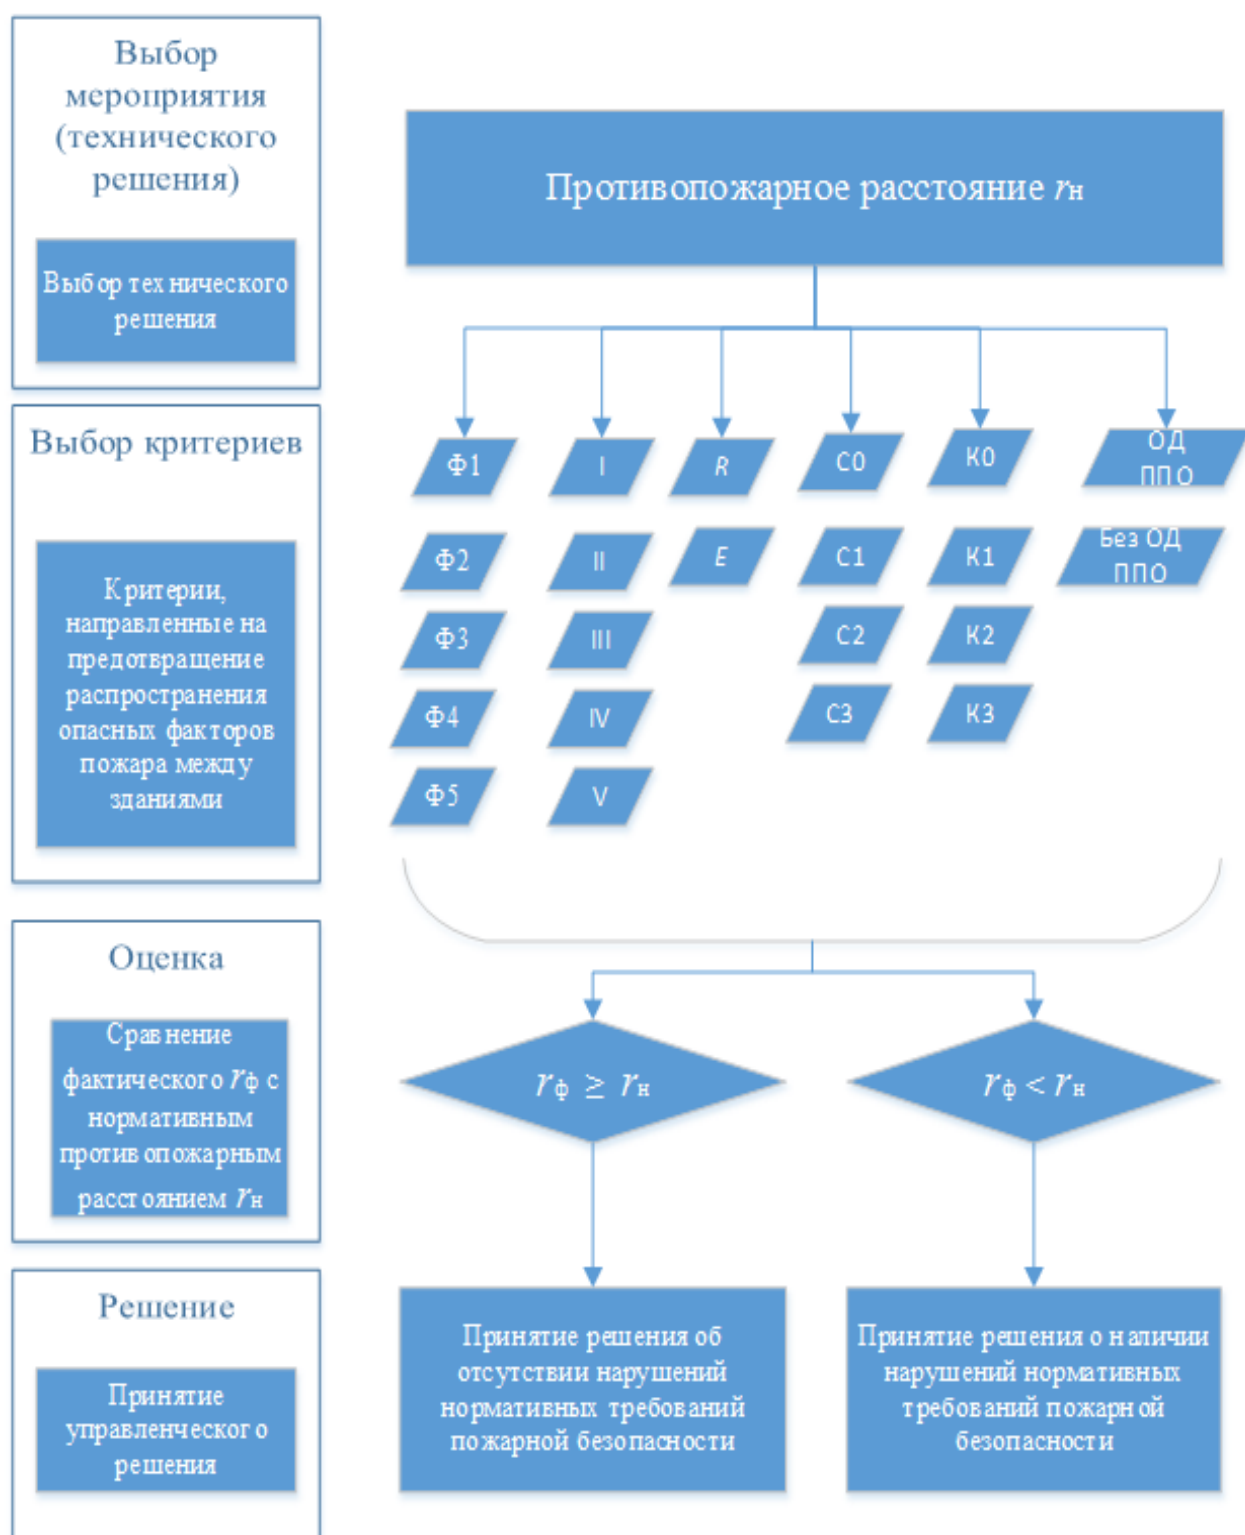 Выбор
мероприятия
(технического
решения)
Выбор технического
решения
Противопожарное расстояние rн
Выбор критериев
Критерии,
направленные на
предотвращение
распространения
опасных факторов
пожара между
зданиями
Ф1 I R С0 К0 ОД
ППО
Ф2 II E С1 К1 Без ОД
ППО
Ф3 III С2 К2
Ф4 IV С3 К3
Ф5 V
Оценка
Сравнение
фактического rф с
нормативным
противопожарным
расстоянием rн
rф ≥ rн
rф < rн
Решение
Принятие
управленческого
решения
Принятие решения об
отсутствии нарушений
нормативных требований
пожарной безопасности
Принятие решения о наличии
нарушений нормативных
требований пожарной
безопасности